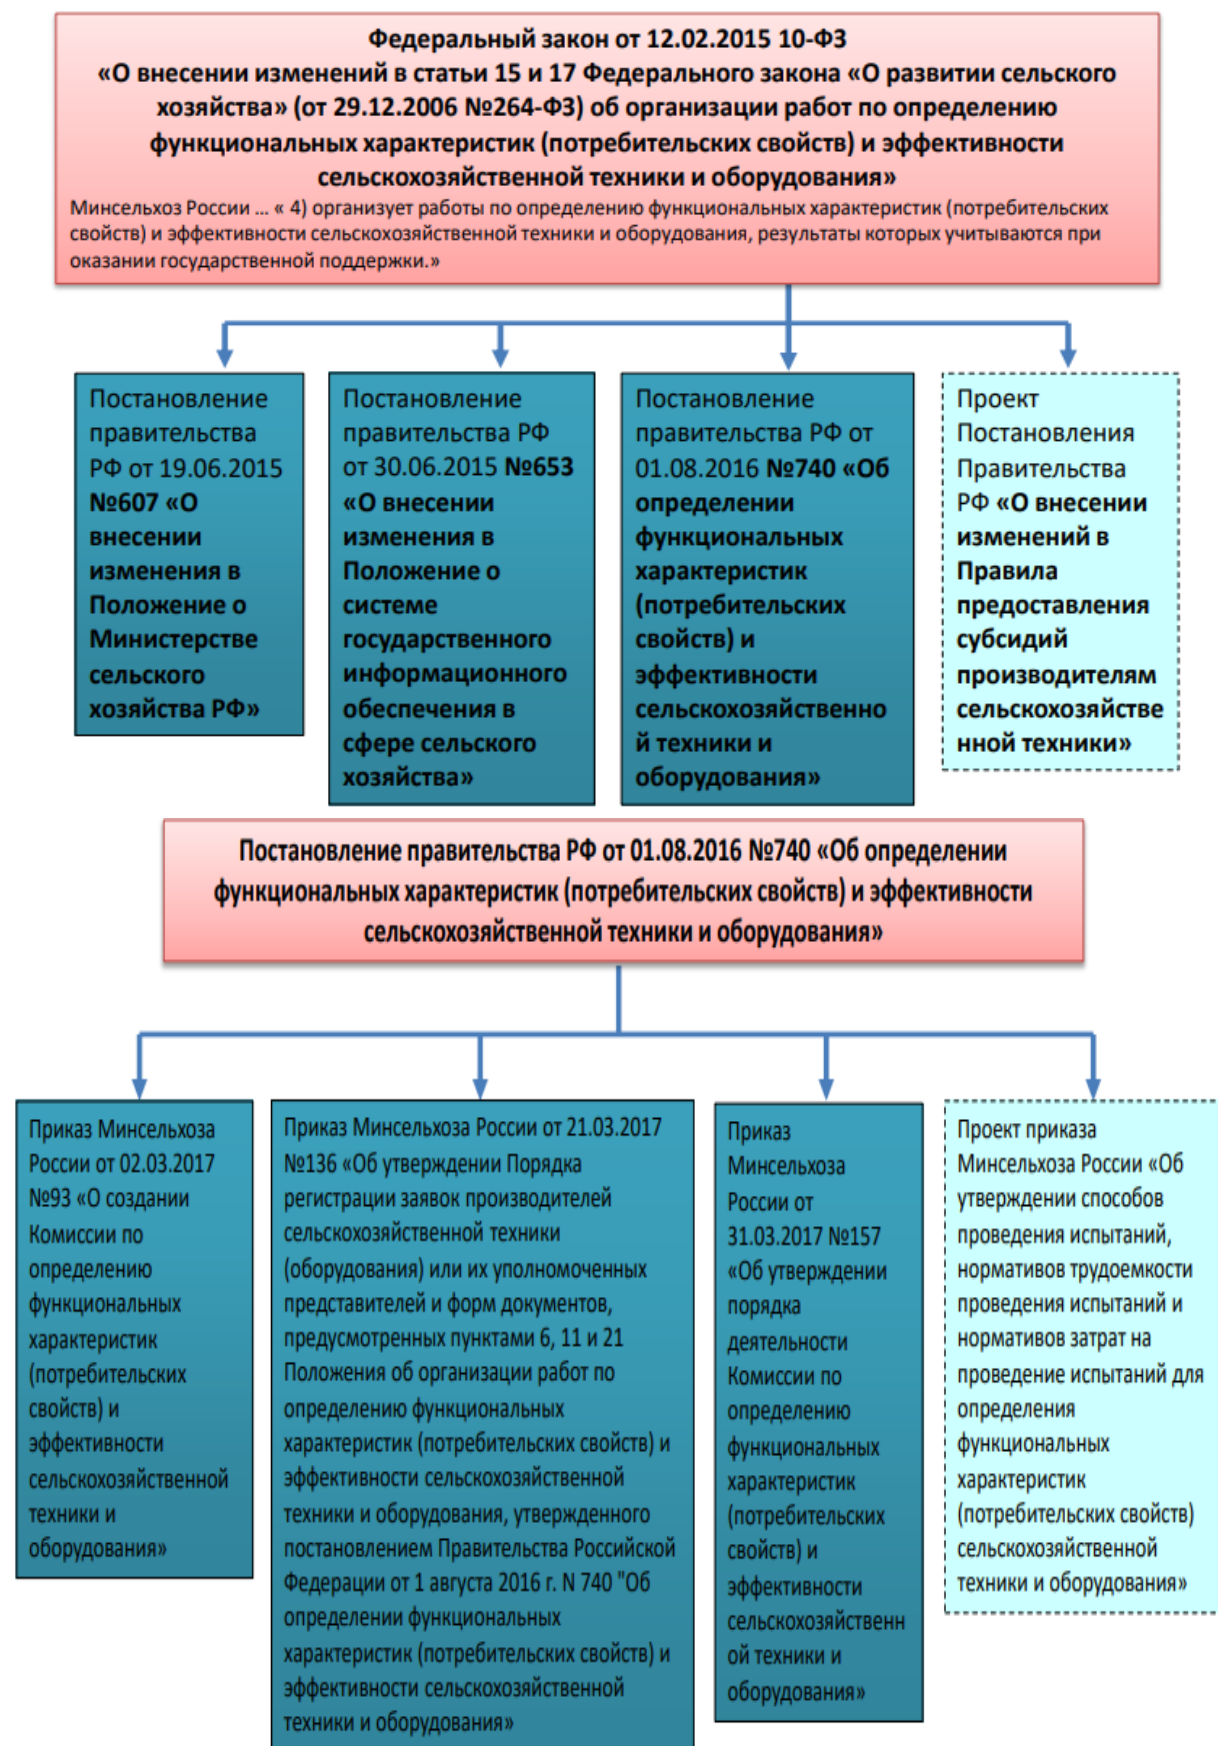 Федеральный закон от 12.02.2015 10-ФЗ
«О внесении изменений в статьи 15 и 17 Федерального закона «О развитии сельского
хозяйства» (от 29.12.2006 №264-ФЗ) об организации работ по определению
функциональных характеристик (потребительских свойств) и эффективности
сельскохозяйственной техники и оборудования»
Минсельхоз России ... « 4) организует работы по определению функциональных характеристик (потребительских
свойств) и эффективности сельскохозяйственной техники и оборудования, результаты которых учитываются при
оказании государственной поддержки.»
Постановление
правительства
РФ от 19.06.2015
№607 «О
внесении
изменения в
Положение о
Министерстве
сельского
хозяйства РФ»
Постановление
правительства РФ
от 30.06.2015 №653
«О внесении
изменения в
Положение о
системе
государственного
информационного
обеспечения в
сфере сельского
хозяйства»
Постановление
правительства РФ от
01.08.2016 №740 «Об
определении
функциональных
характеристик
(потребительских
свойств) и
эффективности
сельскохозяйственно
й техники и
оборудования»
Проект
Постановления
Правительства
РФ «О внесении
изменений в
Правила
предоставления
субсидий
производителям
сельскохозяйстве
нной техники»
Постановление правительства РФ от 01.08.2016 №740 «Об определении
функциональных характеристик (потребительских свойств) и эффективности
сельскохозяйственной техники и оборудования»
Приказ Минсельхоза
России от 02.03.2017
№93 «О создании
Комиссии по
определению
функциональных
характеристик
(потребительских
свойств) и
эффективности
сельскохозяйственной
техники и
оборудования»
Приказ Минсельхоза России от 21.03.2017
№136 «Об утверждении Порядка
регистрации заявок производителей
сельскохозяйственной техники
(оборудования) или их уполномоченных
представителей и форм документов,
предусмотренных пунктами 6, 11 и 21
Положения об организации работ по
определению функциональных
характеристик (потребительских свойств) и
эффективности сельскохозяйственной
техники и оборудования, утвержденного
постановлением Правительства Российской
Федерации от 1 августа 2016 г. N 740 "Об
определении функциональных
характеристик (потребительских свойств) и
эффективности сельскохозяйственной
техники и оборудования»
Приказ
Минсельхоза
России от
31.03.2017 №157
«Об утверждении
порядка
деятельности
Комиссии по
определению
функциональных
характеристик
(потребительских
свойств) и
эффективности
сельскохозяйственн
ой техники и
оборудования»
Проект приказа
Минсельхоза России «Об
утверждении способов
проведения испытаний,
нормативов трудоемкости
проведения испытаний и
нормативов затрат на
проведение испытаний для
определения
функциональных
характеристик
(потребительских свойств)
сельскохозяйственной
техники и оборудования»